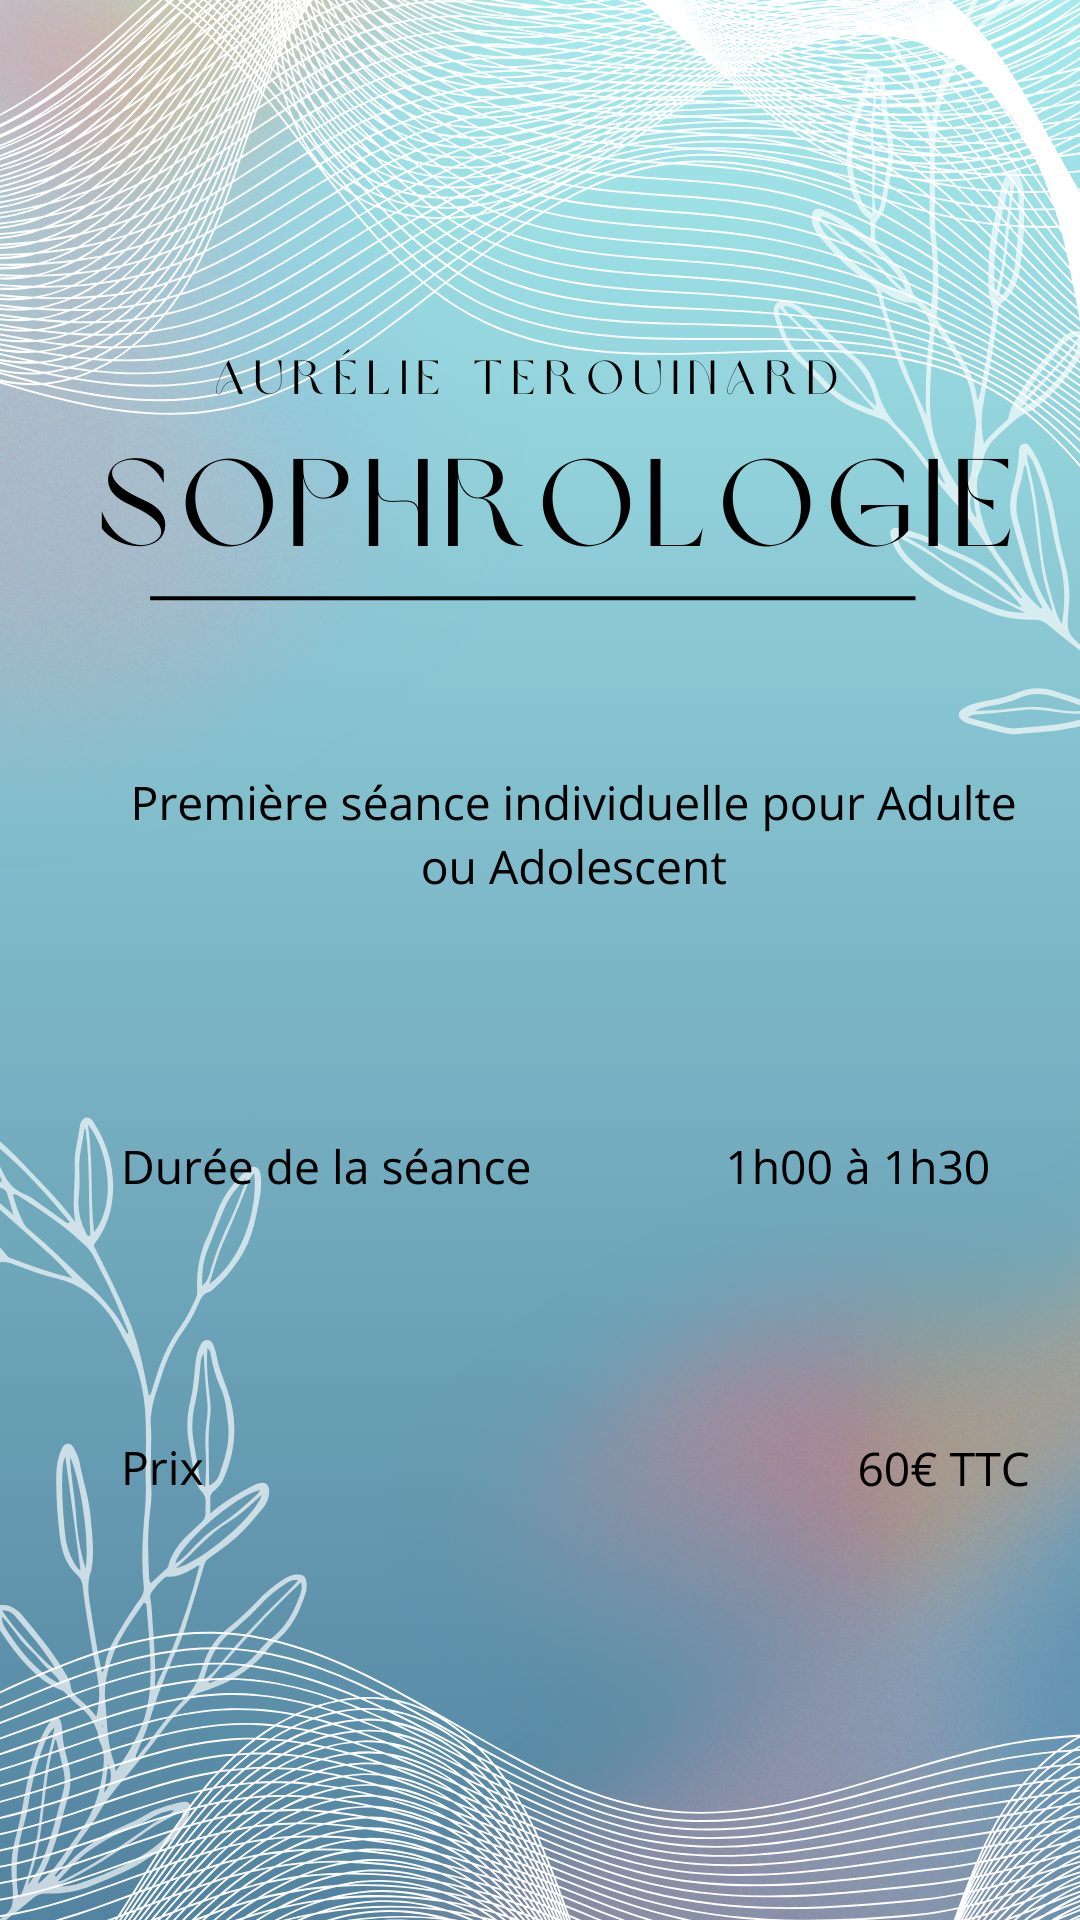 AURÉLIE TEROUINARD
SOPHROLOGIE
Première séance individuelle pour Adulte
ou Adolescent
Durée de la séance 1h00 à 1h30
Prix 60€ TTC